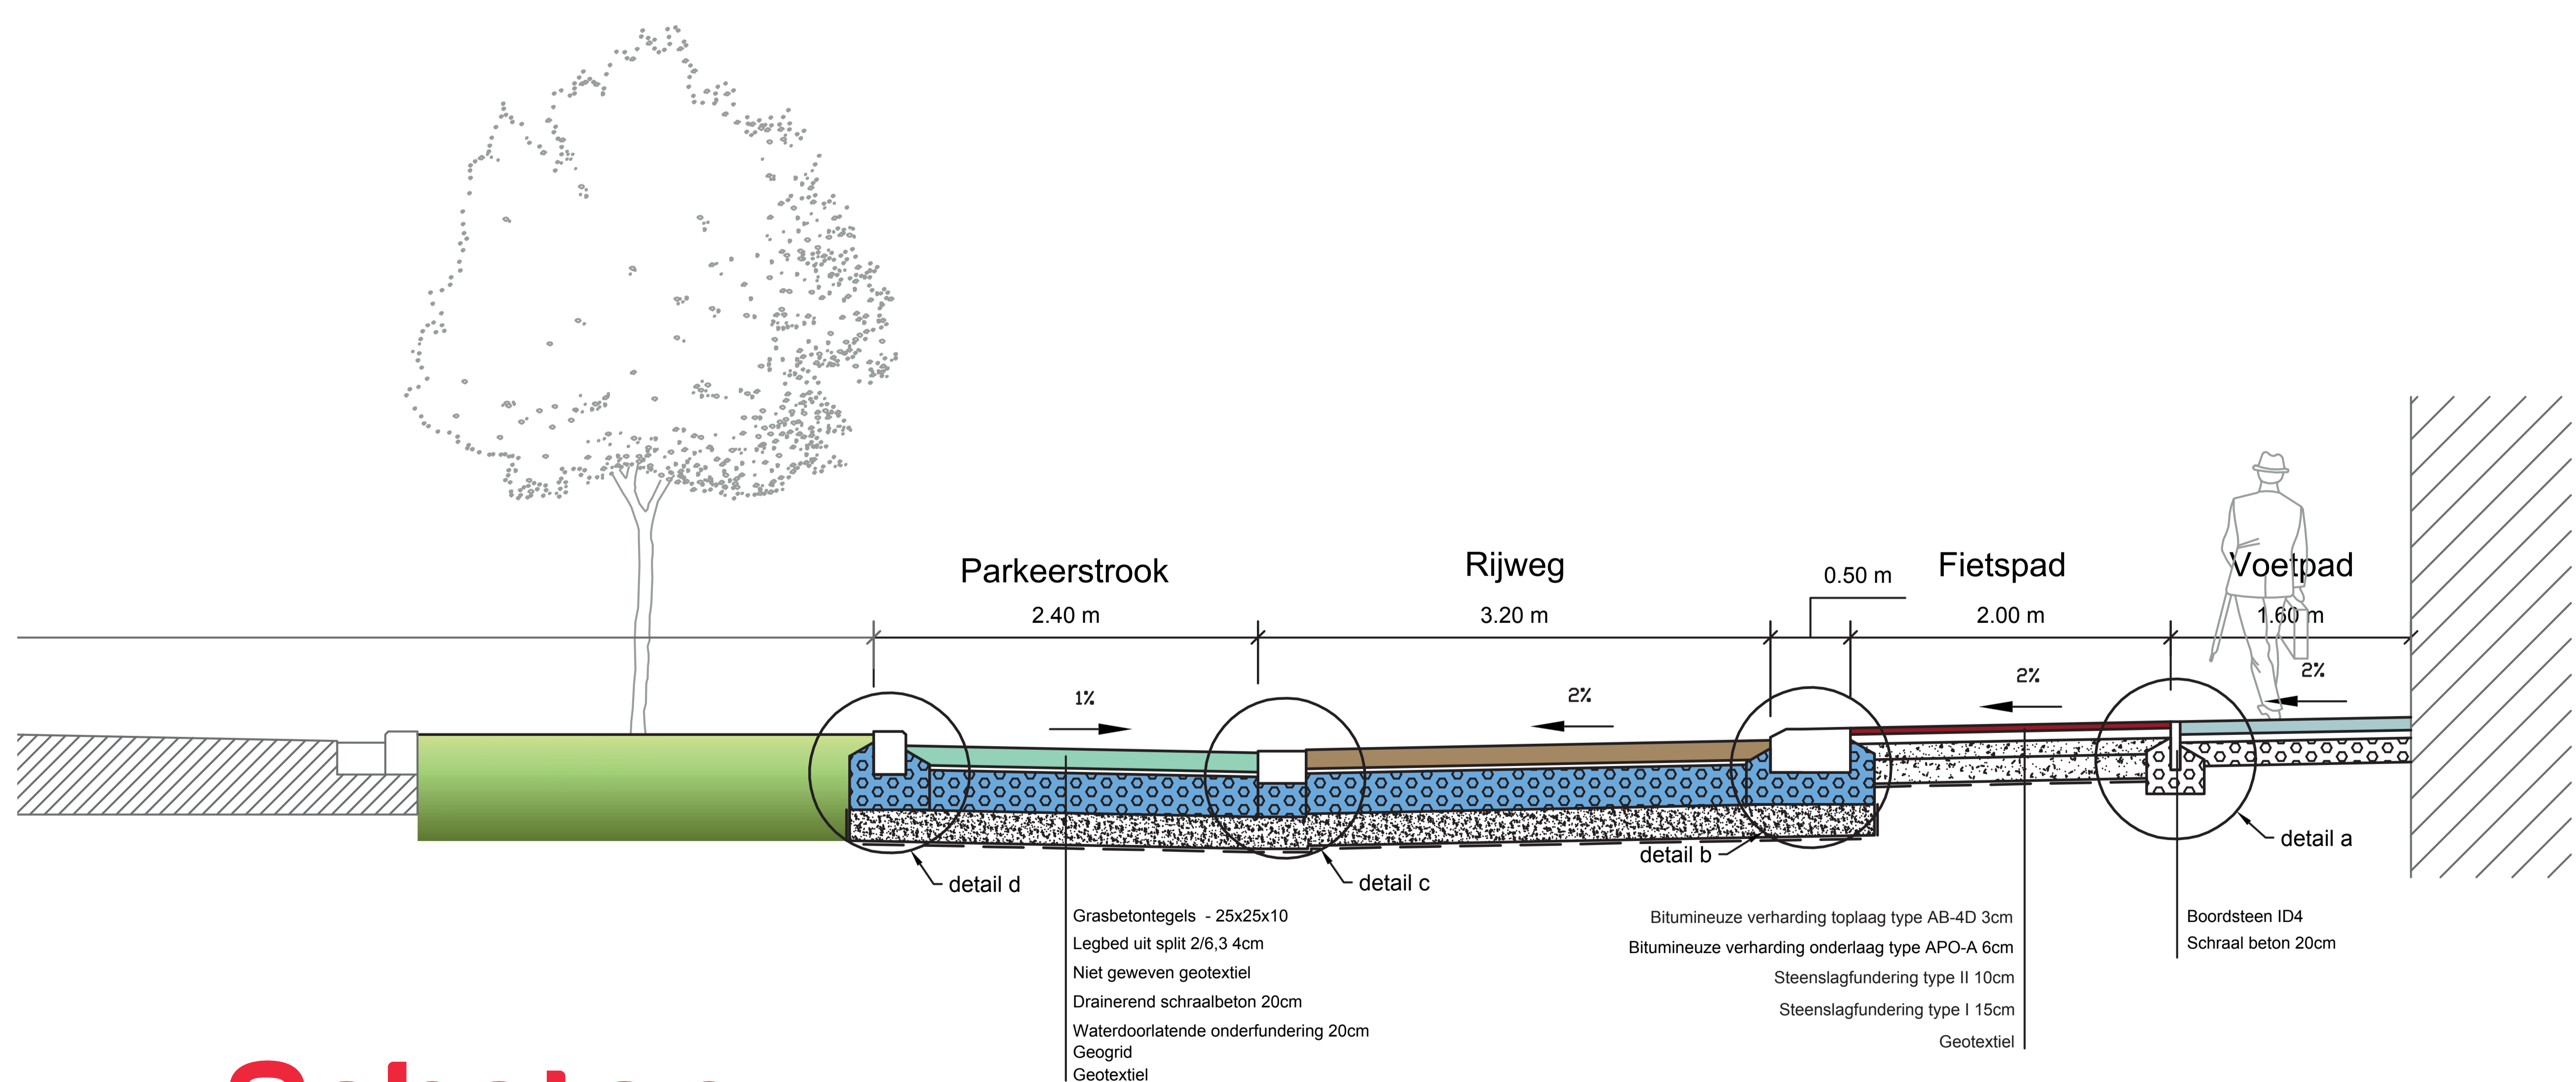 Parkeerstrook
Rijweg
0.50 m
Fietspad
Voetpad
2.40 m
3.20 m
2.00 m
1.60 m
1%
2%
2%
2%
detail d
detail c
detail b
detail a
Grasbetontegels - 25x25x10
Legbed uit split 2/6,3 4cm
Niet geweven geotextiel
Drainerend schraalbeton 20cm
Waterdoorlatende onderfundering 20cm
Geogrid
Geotextiel
Bitumineuze verharding toplaag type AB-4D 3cm
Bitumineuze verharding onderlaag type APO-A 6cm
Steenslagfundering type II 10cm
Steenslagfundering type I 15cm
Geotextiel
Boordsteen ID4
Schraal beton 20cm